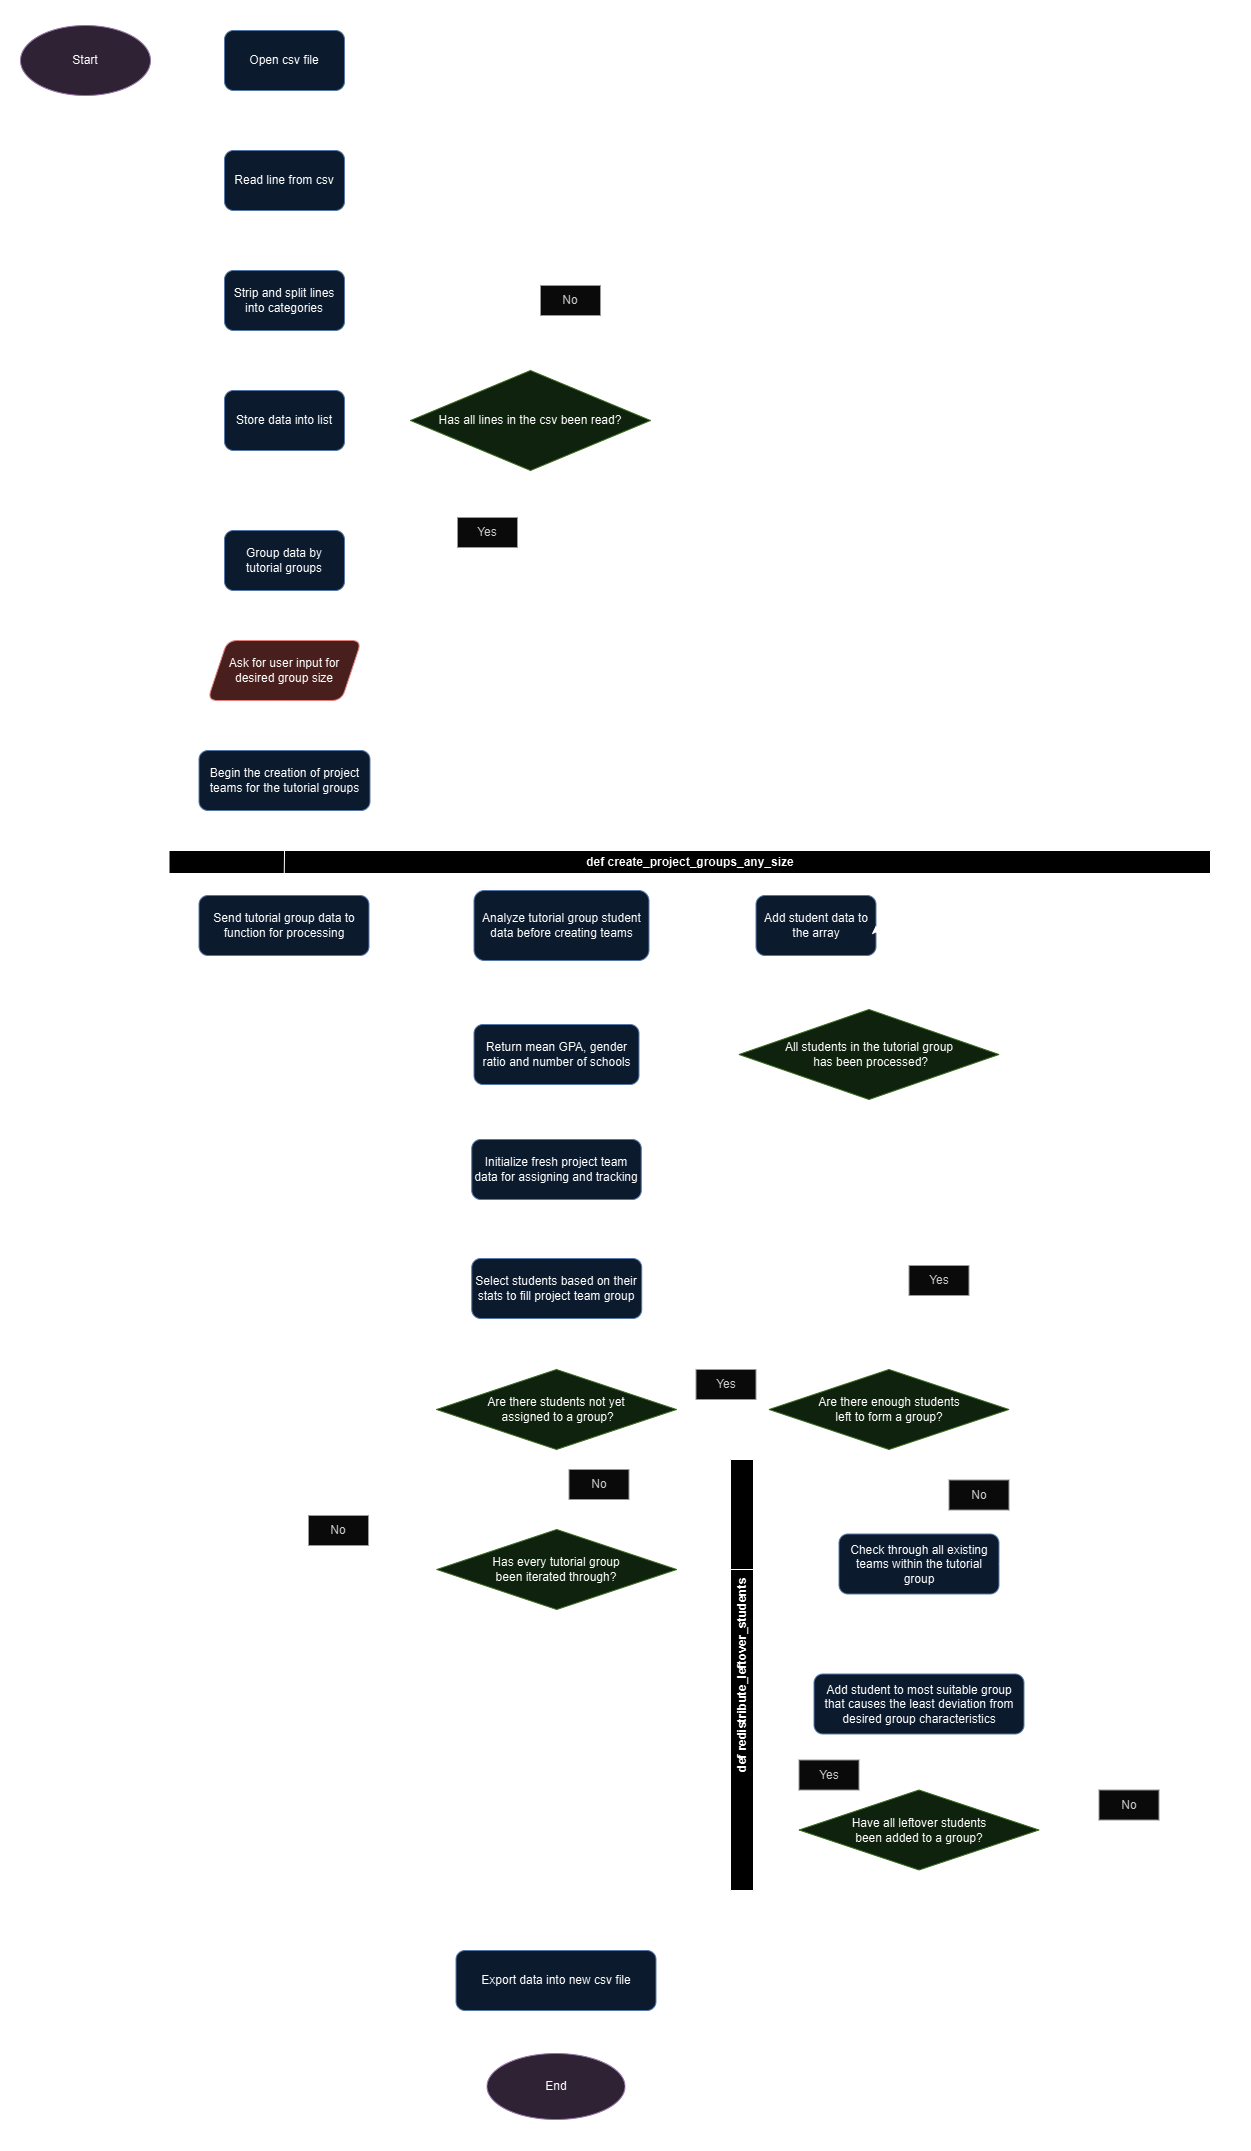 Start
Open csv file
Read line from csv
Strip and split lines
into categories
No
Store data into list
Has all lines in the csv been read?
Yes
Group data by
tutorial groups
Ask for user input for
desired group size
Begin the creation of project
teams for the tutorial groups
def create_project_groups_any_size
Send tutorial group data to
function for processing
Analyze tutorial group student
data before creating teams
Add student data to
the array
Return mean GPA, gender
ratio and number of schools
All students in the tutorial group
has been processed?
Initialize fresh project team
data for assigning and tracking
Select students based on their
stats to fill project team group
Yes
Are there students not yet
assigned to a group?
Yes
Are there enough students
left to form a group?
No
No
No
Has every tutorial group
been iterated through?
def redistribute_leftover_students
Check through all existing
teams within the tutorial
group
Add student to most suitable group
that causes the least deviation from
desired group characteristics
Yes
No
Have all leftover students
been added to a group?
Export data into new csv file
End